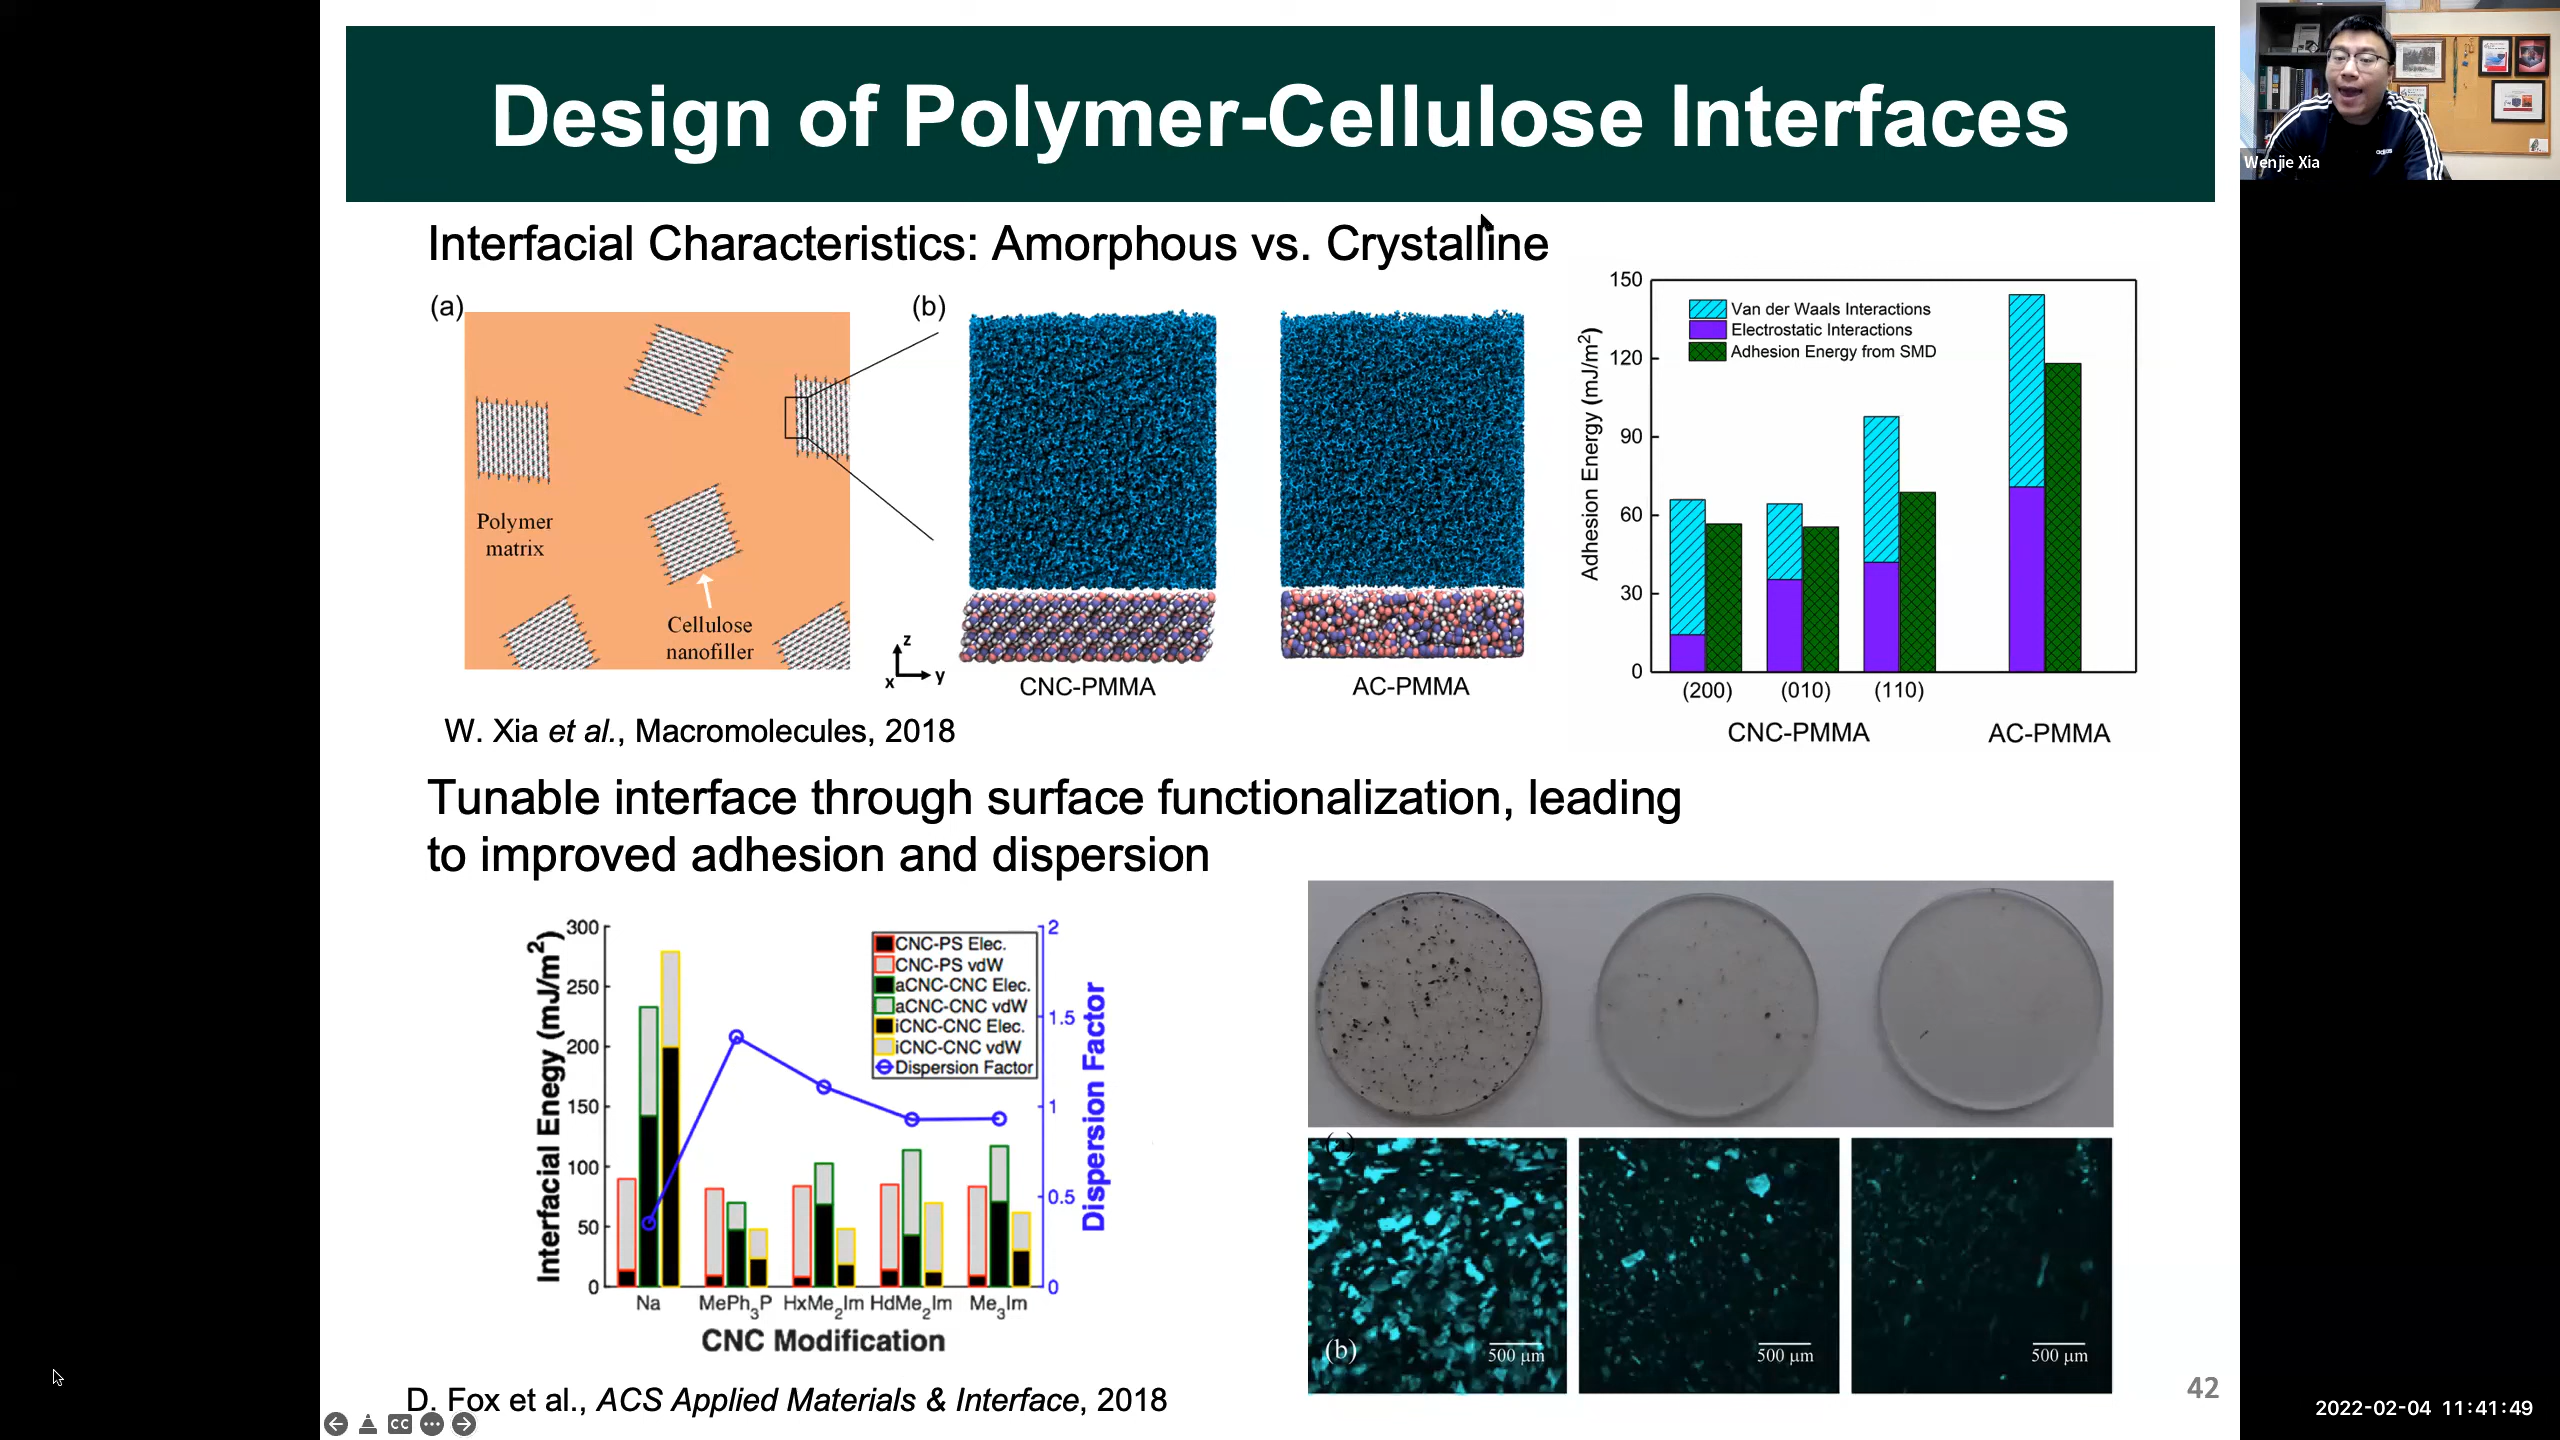 Design of Polymer-Cellulose Interfaces
Wenjie Xia
Interfacial Characteristics: Amorphous vs. Crystalline
(a)
Polymer
matrix
Cellulose
nanofiller
(b)
z
x
y
CNC-PMMA
AC-PMMA
Adhesion Energy (mJ/m²)
150
120
90
60
30
0
Van der Waals Interactions
Electrostatic Interactions
Adhesion Energy from SMD
(200)
(010)
(110)
CNC-PMMA
AC-PMMA
W. Xia et al., Macromolecules, 2018
Tunable interface through surface functionalization, leading
to improved adhesion and dispersion
Interfacial Energy (mJ/m²)
300
250
200
150
100
50
0
CNC-PS Elec.
CNC-PS vdW
aCNC-CNC Elec.
aCNC-CNC vdW
iCNC-CNC Elec.
iCNC-CNC vdW
Dispersion Factor
2
1.5
1
0.5
0
Dispersion Factor
Na
MePh₃P
HxMe₂Im
HdMe₂Im
Me₃Im
CNC Modification
(b)
500 μm
500 μm
500 μm
D. Fox et al., ACS Applied Materials & Interface, 2018
CC
42
2022-02-04 11:41:49